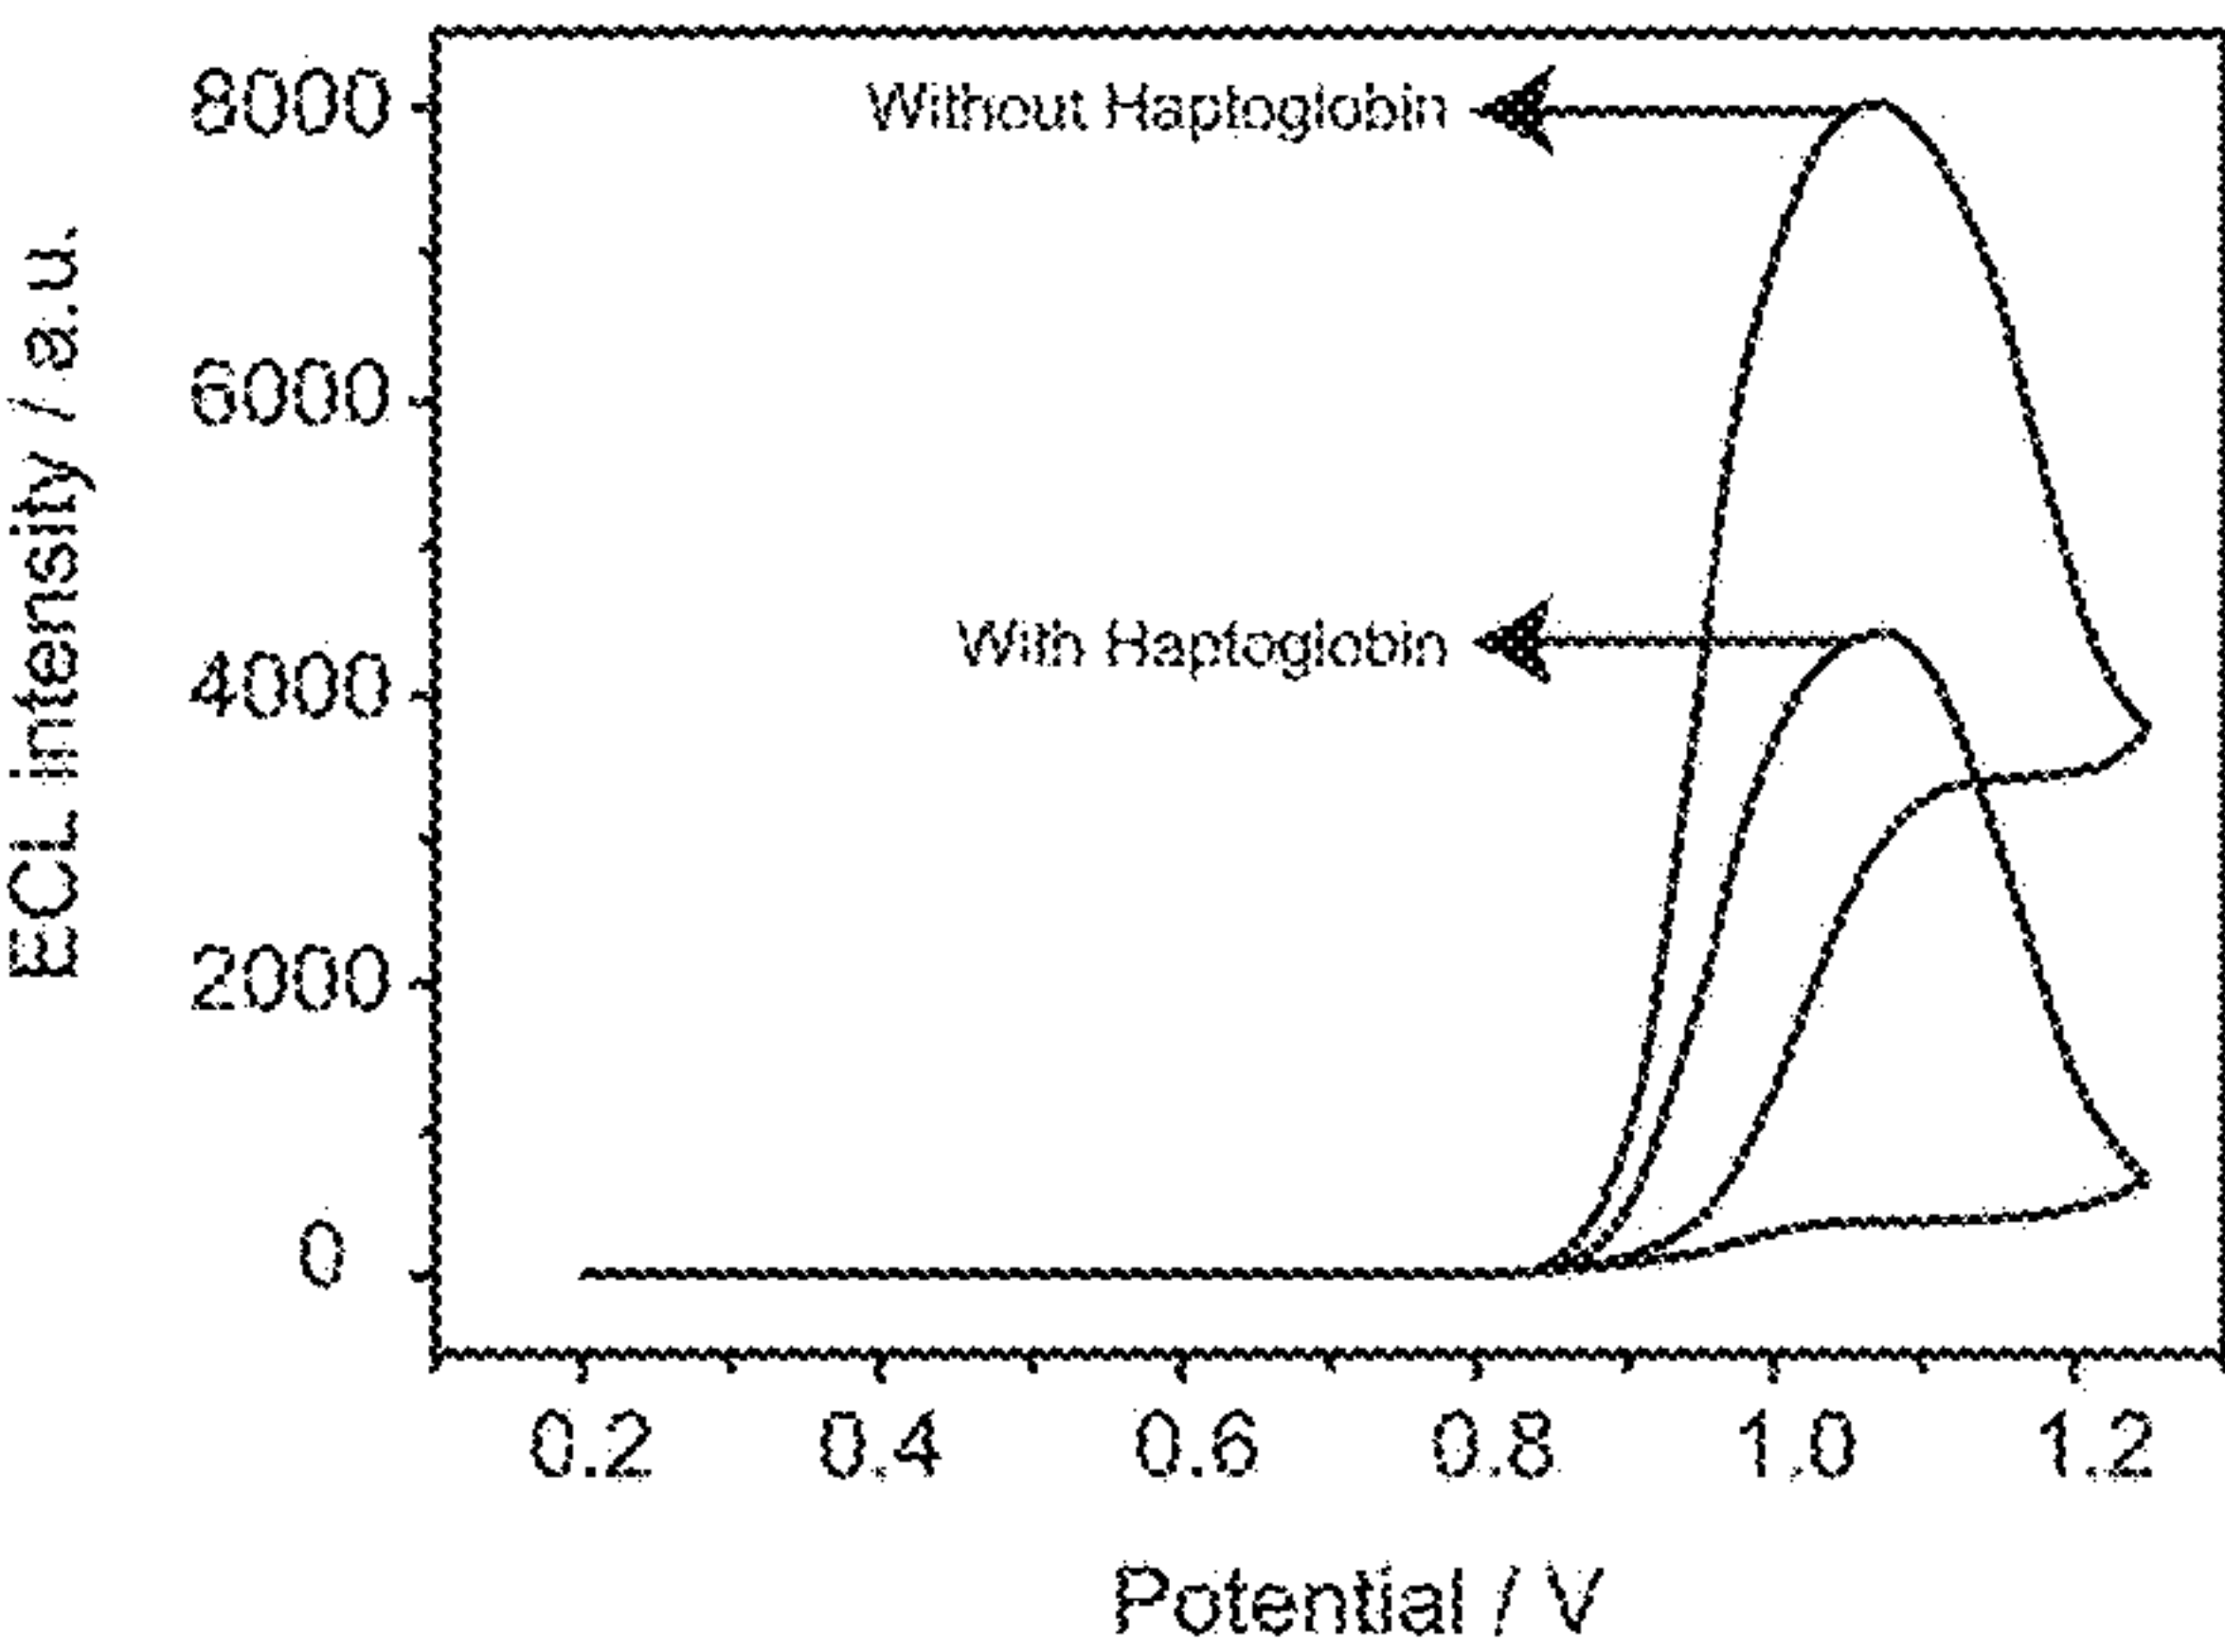 ECL intensity / a.u.
8000
6000
4000
2000
0
Without Haptoglobin
With Haptoglobin
0.2 0.4 0.6 0.8 1.0 1.2
Potential / V